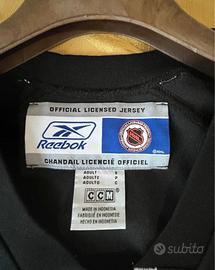 OFFICIAL LICENSED JERSEY
Reebok
NHL
©NHL
CHANDAIL LICENCIÉ OFFICIEL
ADULT S
ADULTE P
ADULTO C
CCM
MADE IN INDONESIA
FABRIQUÉ EN INDONÉSIE
HECHO EN INDONESIA
subito